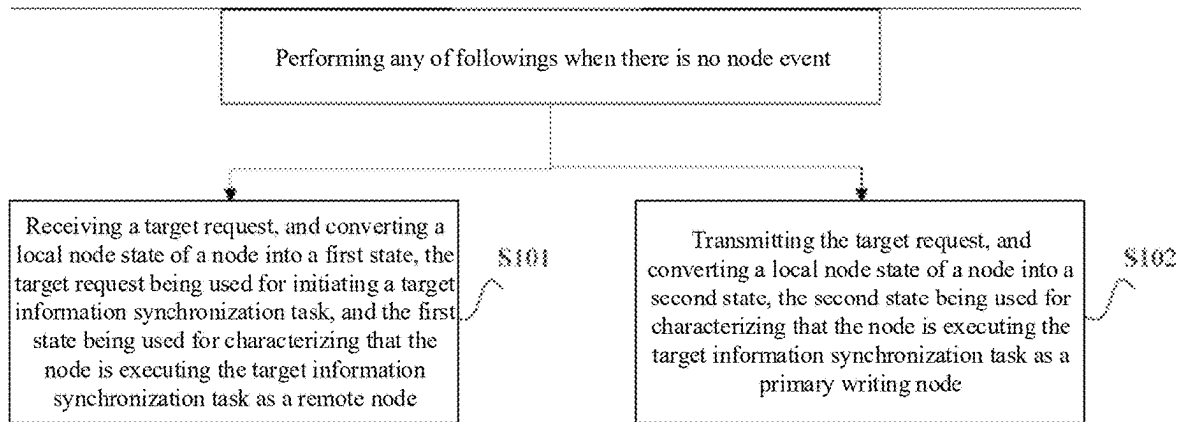 Performing any of followings when there is no node event
Receiving a target request, and converting a
local node state of a node into a first state, the
target request being used for initiating a target
information synchronization task, and the first
state being used for characterizing that the
node is executing the target information
synchronization task as a remote node
S101
Transmitting the target request, and
converting a local node state of a node into a
second state, the second state being used for
characterizing that the node is executing the
target information synchronization task as a
primary writing node
S102